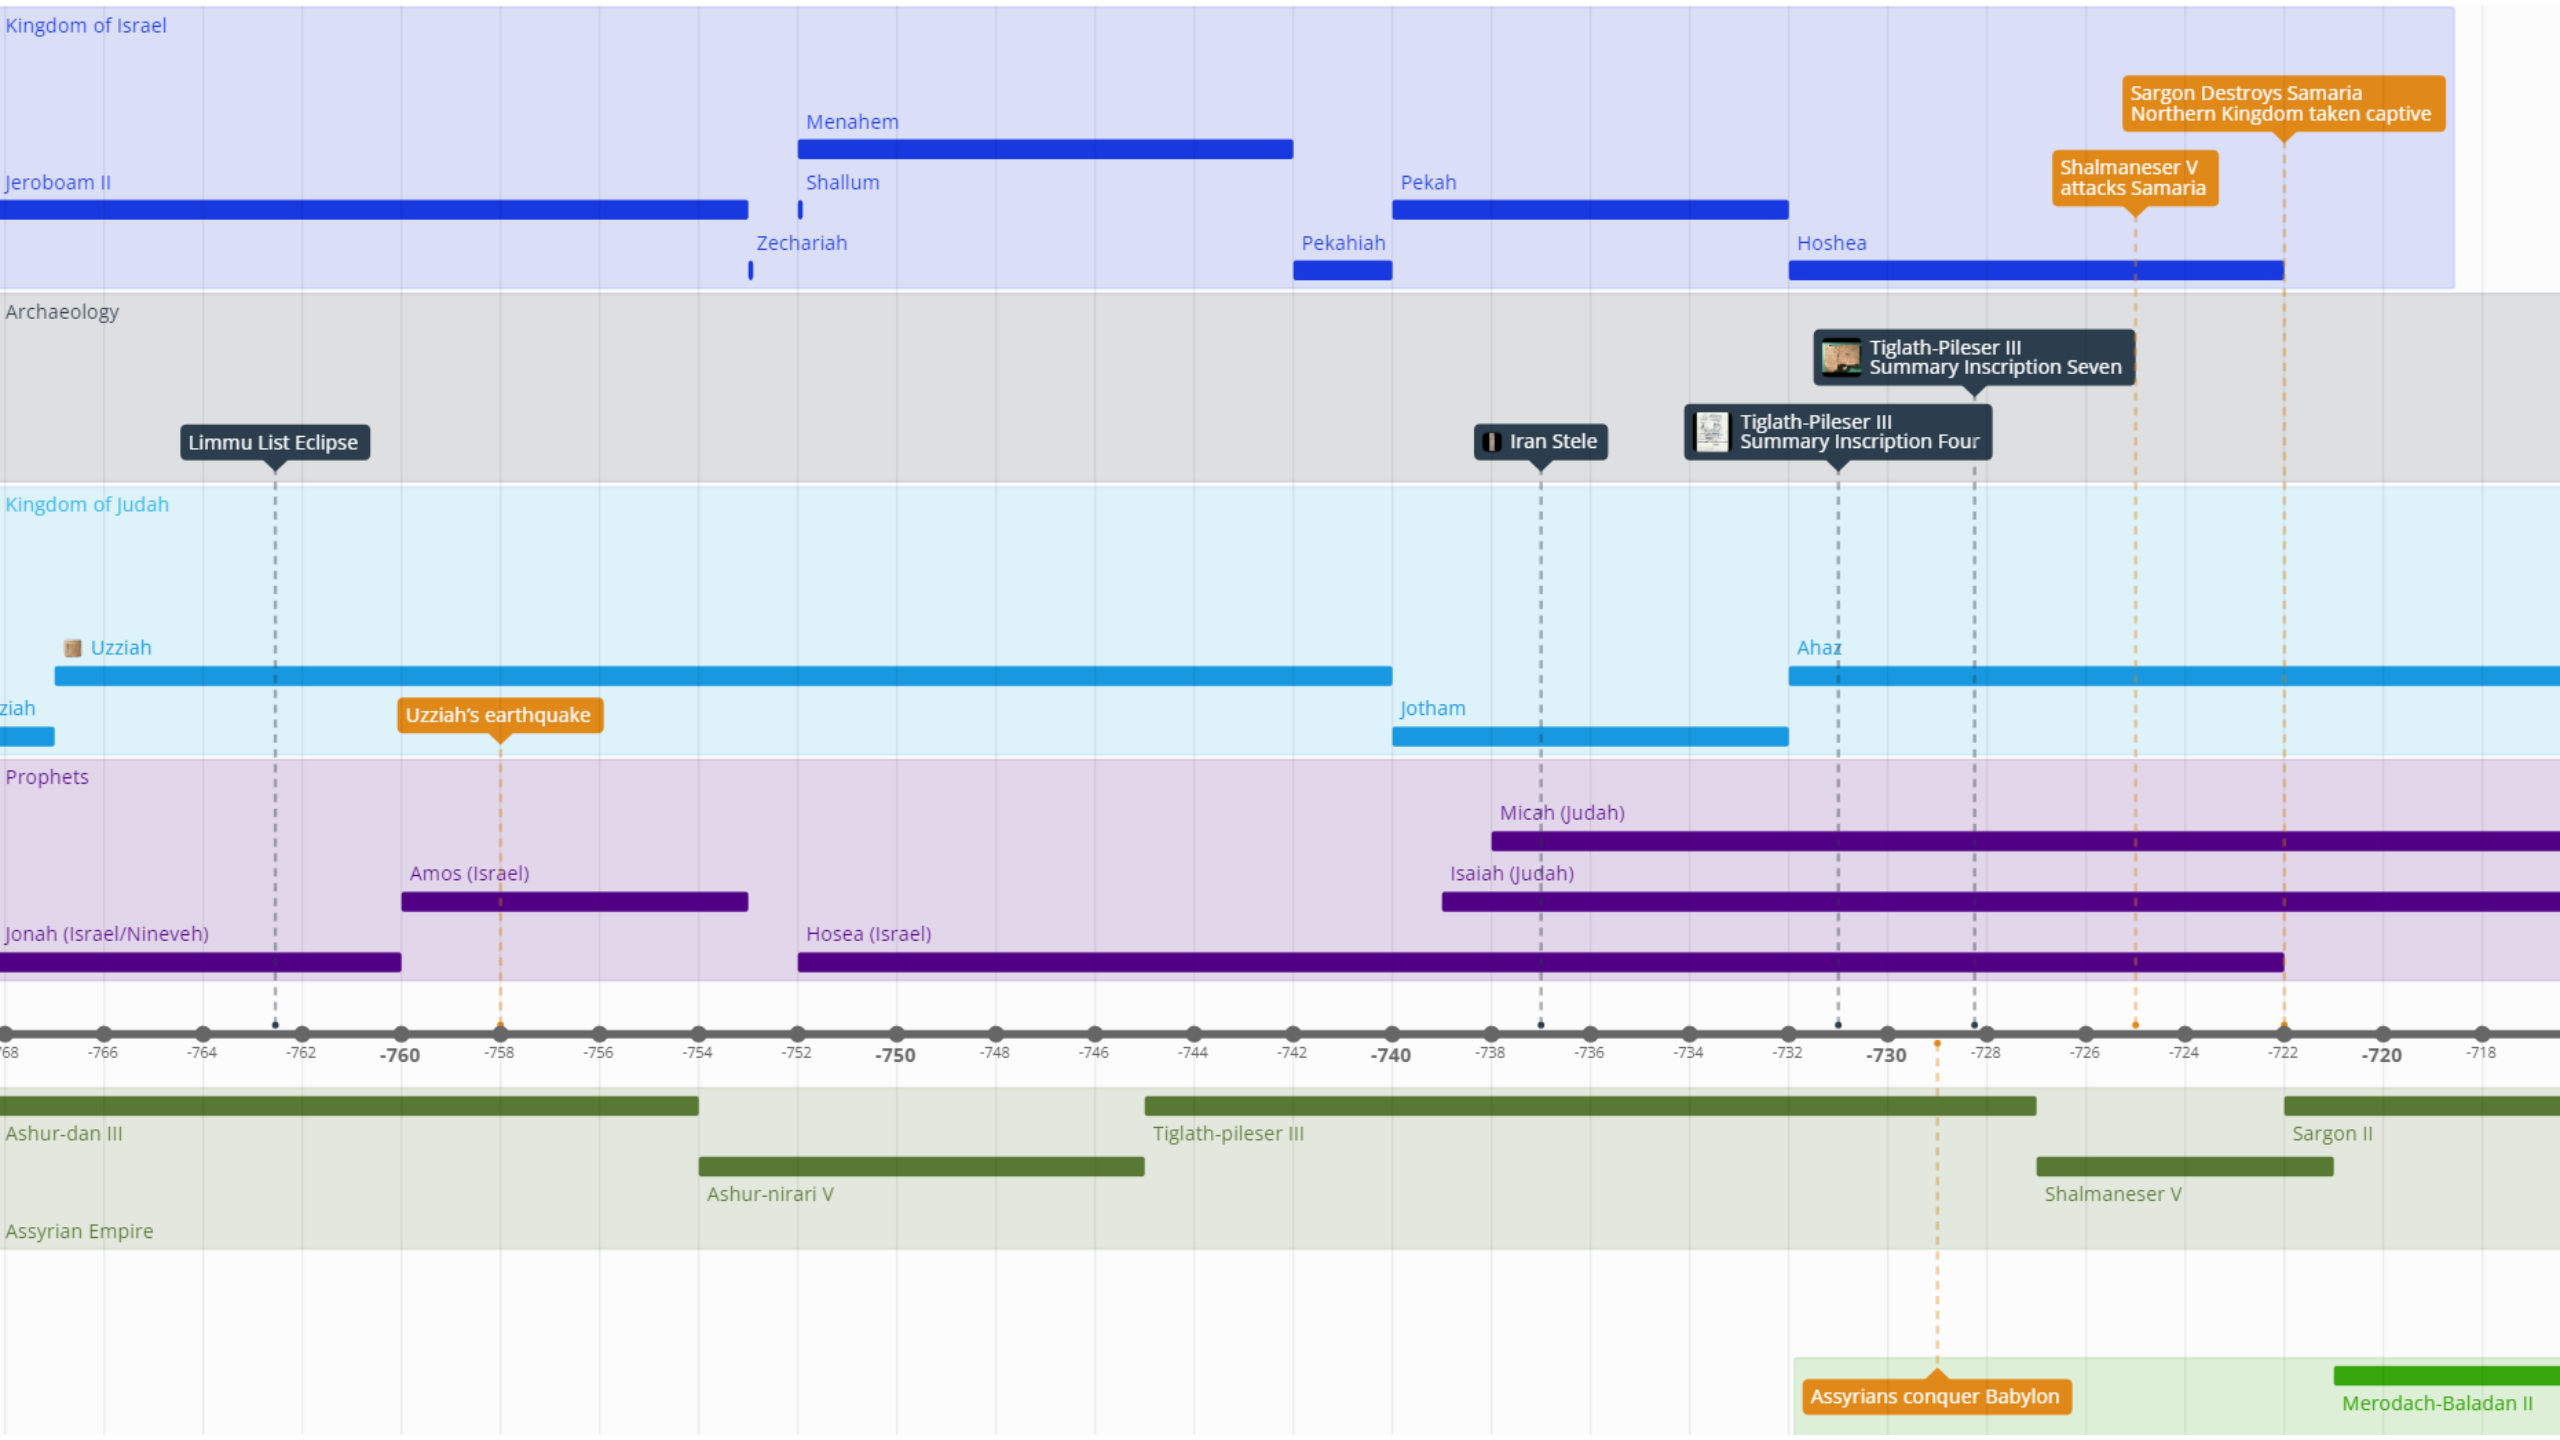 Kingdom of Israel
Sargon Destroys Samaria
Northern Kingdom taken captive
Menahem
Shalmaneser V
attacks Samaria
Jeroboam II
Shallum
Pekah
Zechariah
Pekahiah
Hoshea
Archaeology
Tiglath-Pileser III
Summary Inscription Seven
Limmu List Eclipse
Iran Stele
Tiglath-Pileser III
Summary Inscription Four
Kingdom of Judah
Uzziah
Ahaz
ziah
Uzziah’s earthquake
Jotham
Prophets
Micah (Judah)
Amos (Israel)
Isaiah (Judah)
Jonah (Israel/Nineveh)
Hosea (Israel)
68 -766 -764 -762 -760 -758 -756 -754 -752 -750 -748 -746 -744 -742 -740 -738 -736 -734 -732 -730 -728 -726 -724 -722 -720 -718
Ashur-dan III
Tiglath-pileser III
Sargon II
Ashur-nirari V
Shalmaneser V
Assyrian Empire
Assyrians conquer Babylon
Merodach-Baladan II